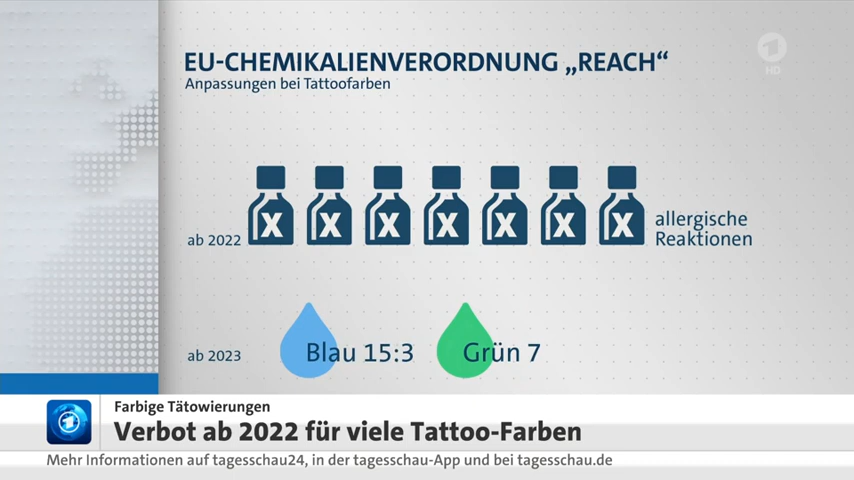 EU-CHEMIKALIENVERORDNUNG „REACH“
Anpassungen bei Tattoofarben
1
HD
ab 2022
X X X X X X X
allergische
Reaktionen
ab 2023
Blau 15:3
Grün 7
Farbige Tätowierungen
Verbot ab 2022 für viele Tattoo-Farben
Mehr Informationen auf tagesschau24, in der tagesschau-App und bei tagesschau.de